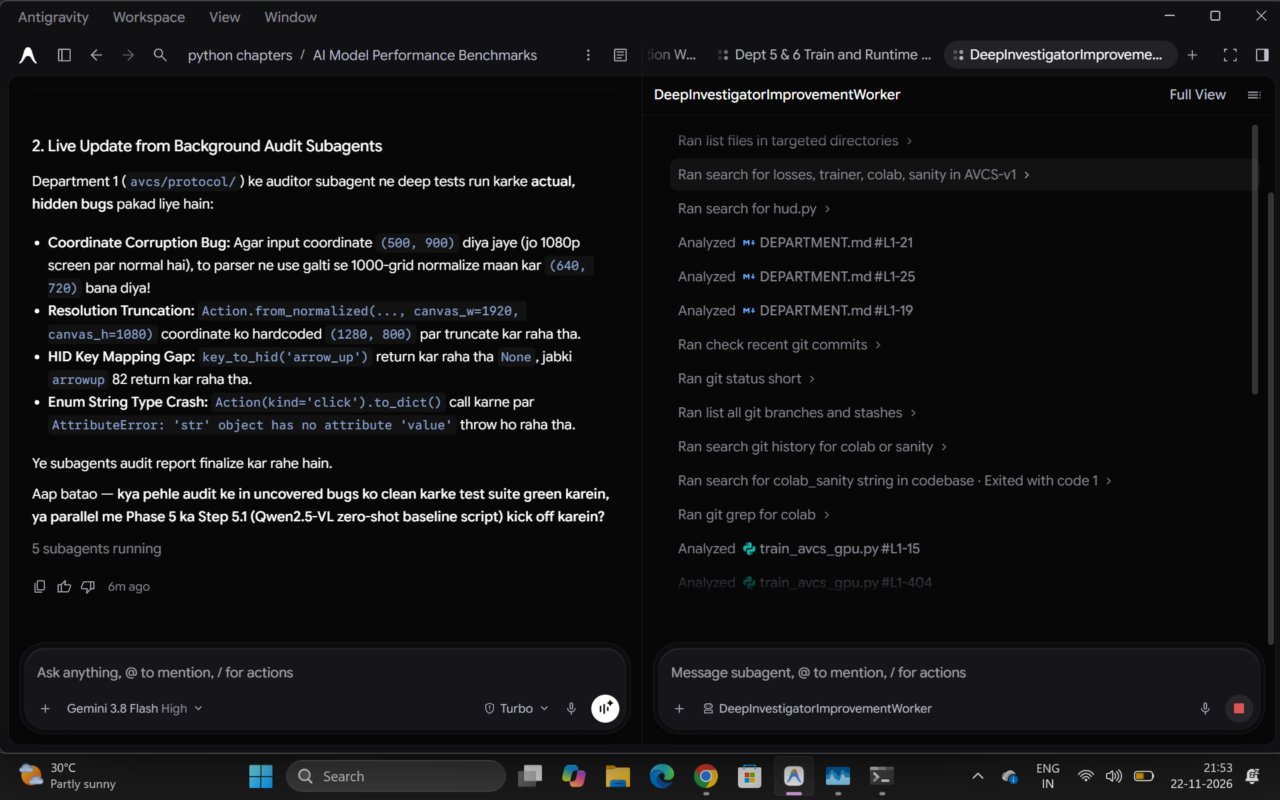 Antigravity Workspace View Window
python chapters / AI Model Performance Benchmarks
tion W... Dept 5 & 6 Train and Runtime ... DeepInvestigatorImproveme...
2. Live Update from Background Audit Subagents
Department 1 ( avcs/protocol/ ) ke auditor subagent ne deep tests run karke actual,
hidden bugs pakad liye hain:
• Coordinate Corruption Bug: Agar input coordinate (500, 900) diya jaye (jo 1080p
screen par normal hai), to parser ne use galti se 1000-grid normalize maan kar (640,
720) bana diya!
• Resolution Truncation: Action.from_normalized(..., canvas_w=1920,
canvas_h=1080) coordinate ko hardcoded (1280, 800) par truncate kar raha tha.
• HID Key Mapping Gap: key_to_hid('arrow_up') return kar raha tha None , jabki
arrowup 82 return kar raha tha.
• Enum String Type Crash: Action(kind='click').to_dict() call karne par
AttributeError: 'str' object has no attribute 'value' throw ho raha tha.
Ye subagents audit report finalize kar rahe hain.
Aap batao — kya pehle audit ke in uncovered bugs ko clean karke test suite green karein,
ya parallel me Phase 5 ka Step 5.1 (Qwen2.5-VL zero-shot baseline script) kick off karein?
5 subagents running
6m ago
Ask anything, @ to mention, / for actions
+ Gemini 3.8 Flash High Turbo
DeepInvestigatorImprovementWorker Full View
Ran list files in targeted directories >
Ran search for losses, trainer, colab, sanity in AVCS-v1 >
Ran search for hud.py >
Analyzed DEPARTMENT.md #L1-21
Analyzed DEPARTMENT.md #L1-25
Analyzed DEPARTMENT.md #L1-19
Ran check recent git commits >
Ran git status short >
Ran list all git branches and stashes >
Ran search git history for colab or sanity >
Ran search for colab_sanity string in codebase · Exited with code 1 >
Ran git grep for colab >
Analyzed train_avcs_gpu.py #L1-15
Analyzed train_avcs_gpu.py #L1-404
Message subagent, @ to mention, / for actions
+ DeepInvestigatorImprovementWorker
30°C
Partly sunny
Search
ENG
IN
21:53
22-11-2026